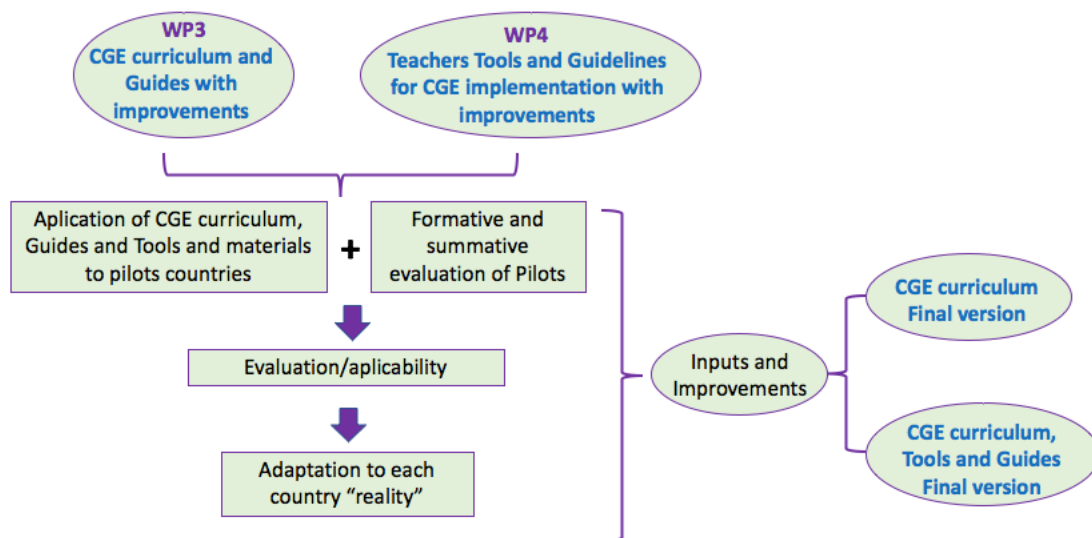 WP3
CGE curriculum and
Guides with
improvements
WP4
Teachers Tools and Guidelines
for CGE implementation with
improvements
Aplication of CGE curriculum,
Guides and Tools and materials
to pilots countries
+
Formative and
summative
evaluation of Pilots
Evaluation/aplicability
Adaptation to each
country “reality”
Inputs and
Improvements
CGE curriculum
Final version
CGE curriculum,
Tools and Guides
Final version